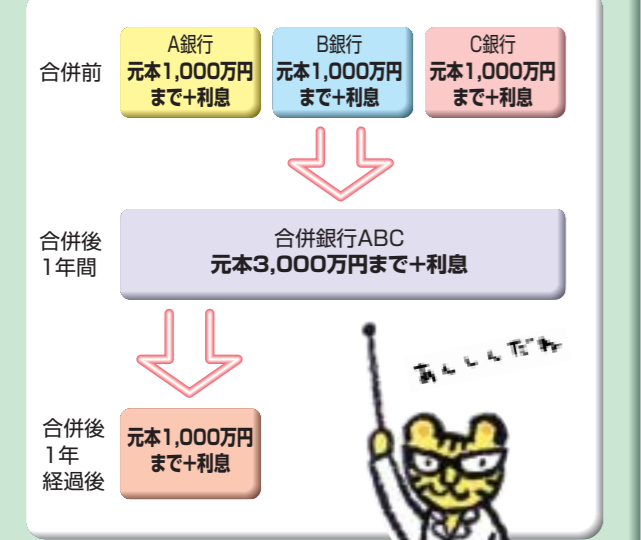 合併前
A銀行
元本1,000万円
まで+利息
B銀行
元本1,000万円
まで+利息
C銀行
元本1,000万円
まで+利息
合併後
1年間
合併銀行ABC
元本3,000万円まで+利息
あんしんだね
合併後
1年
経過後
元本1,000万円
まで+利息